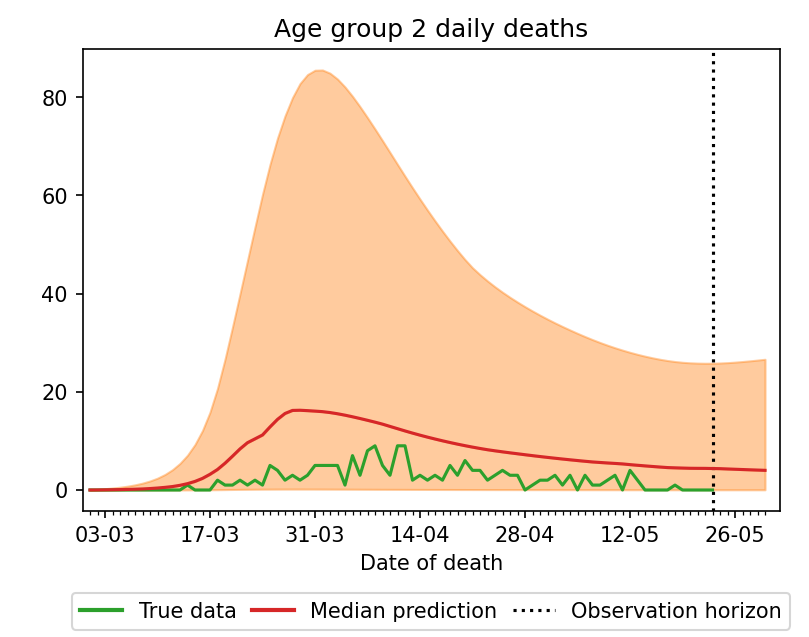 Age group 2 daily deaths
80
60
40
20
0
03-03 17-03 31-03 14-04 28-04 12-05 26-05
Date of death
True data Median prediction Observation horizon